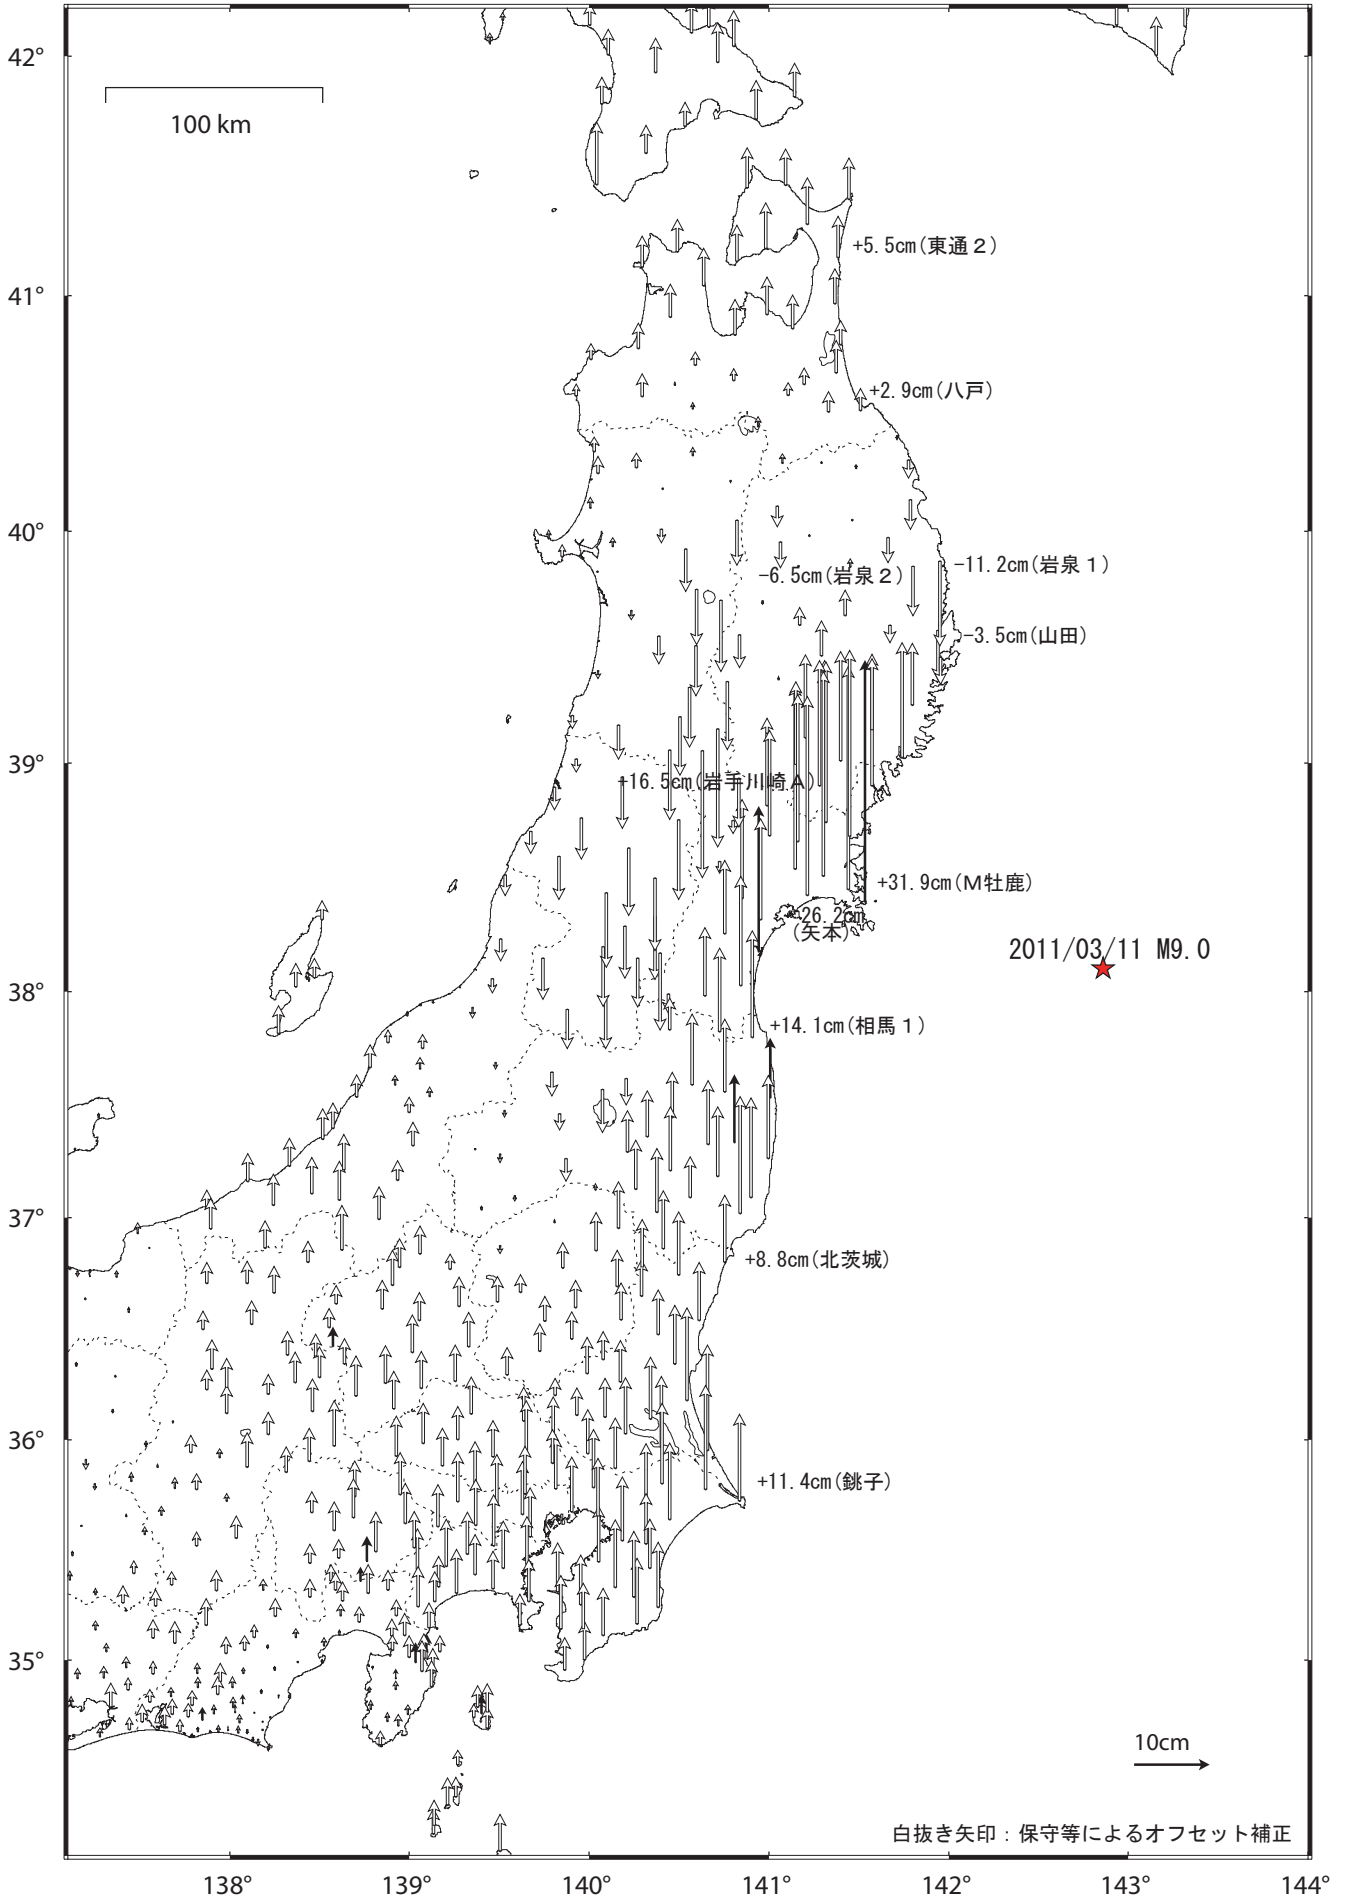 42°
100 km
+5.5cm(東通２)
41°
+2.9cm(八戸)
40°
-11.2cm(岩泉１)
-6.5cm(岩泉２)
-3.5cm(山田)
39°
+16.5cm(岩手川崎Ａ)
+31.9cm(Ｍ牡鹿)
26.2cm
(矢本)
2011/03/11 M9.0
38°
+14.1cm(相馬１)
37°
+8.8cm(北茨城)
36°
+11.4cm(銚子)
35°
10cm
白抜き矢印：保守等によるオフセット補正
138°
139°
140°
141°
142°
143°
144°